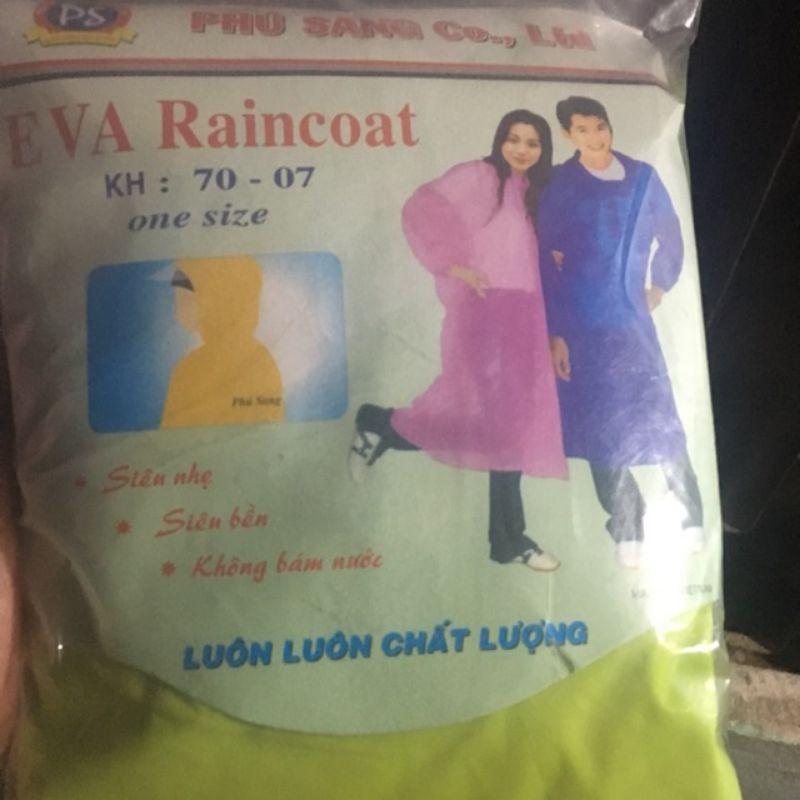 PS
PHÚ SANG Co., Ltd
EVA Raincoat
KH : 70 - 07
one size
Phú Sang
Siêu nhẹ
Siêu bền
Không bám nước
LUÔN LUÔN CHẤT LƯỢNG